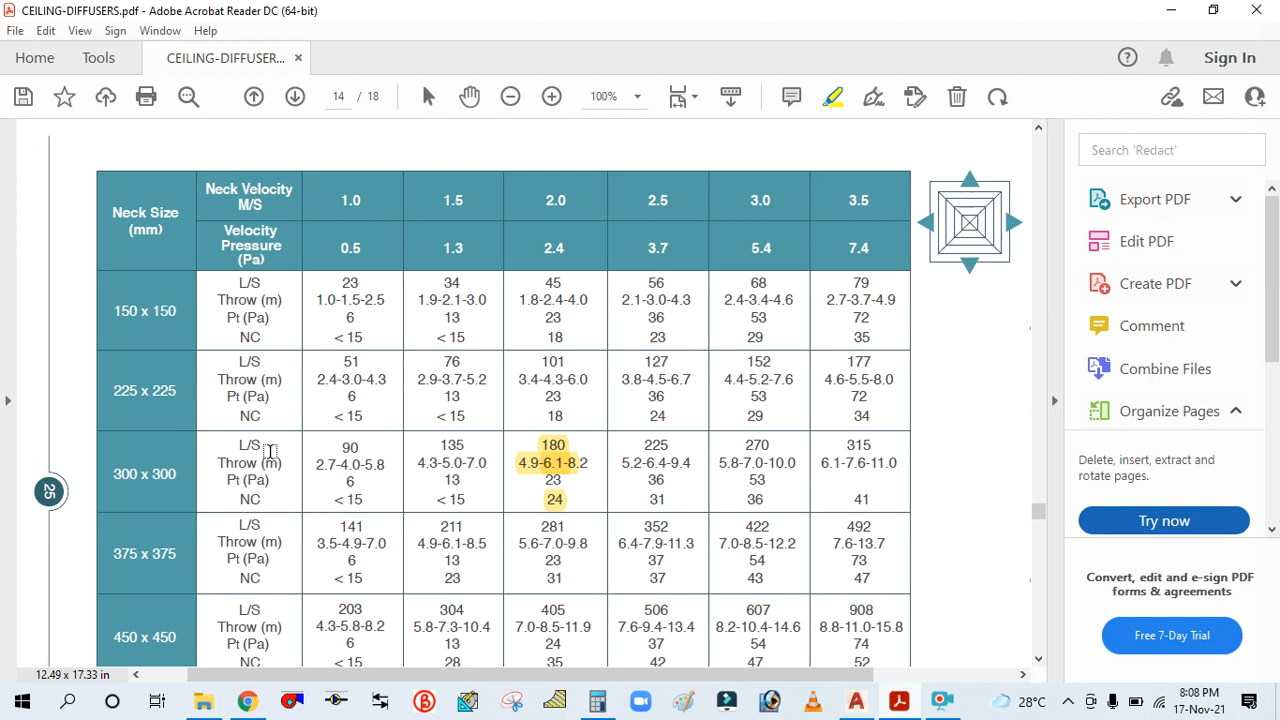 CEILING-DIFFUSERS.pdf - Adobe Acrobat Reader DC (64-bit)
File Edit View Sign Window Help
Home Tools CEILING-DIFFUSER... × Sign In
14 / 18 100%
Neck Size (mm) Neck Velocity M/S 1.0 1.5 2.0 2.5 3.0 3.5
Velocity Pressure (Pa) 0.5 1.3 2.4 3.7 5.4 7.4
150 x 150
L/S 23 34 45 56 68 79
Throw (m) 1.0-1.5-2.5 1.9-2.1-3.0 1.8-2.4-4.0 2.1-3.0-4.3 2.4-3.4-4.6 2.7-3.7-4.9
Pt (Pa) 6 13 23 36 53 72
NC < 15 < 15 18 23 29 35
225 x 225
L/S 51 76 101 127 152 177
Throw (m) 2.4-3.0-4.3 2.9-3.7-5.2 3.4-4.3-6.0 3.8-4.5-6.7 4.4-5.2-7.6 4.6-5.5-8.0
Pt (Pa) 6 13 23 36 53 72
NC < 15 < 15 18 24 29 34
300 x 300
L/S 90 135 180 225 270 315
Throw (m) 2.7-4.0-5.8 4.3-5.0-7.0 4.9-6.1-8.2 5.2-6.4-9.4 5.8-7.0-10.0 6.1-7.6-11.0
Pt (Pa) 6 13 23 36 53
NC < 15 < 15 24 31 36 41
375 x 375
L/S 141 211 281 352 422 492
Throw (m) 3.5-4.9-7.0 4.9-6.1-8.5 5.6-7.0-9.8 6.4-7.9-11.3 7.0-8.5-12.2 7.6-13.7
Pt (Pa) 6 13 23 37 54 73
NC < 15 23 31 37 43 47
450 x 450
L/S 203 304 405 506 607 908
Throw (m) 4.3-5.8-8.2 5.8-7.3-10.4 7.0-8.5-11.9 7.6-9.4-13.4 8.2-10.4-14.6 8.8-11.0-15.8
Pt (Pa) 6 13 24 37 54 74
NC < 15 28 35 42 47 52
25
12.49 x 17.33 in
Search 'Redact'
Export PDF
Edit PDF
Create PDF
Comment
Combine Files
Organize Pages
Delete, insert, extract and
rotate pages
Try now
Convert, edit and e-sign PDF
forms & agreements
Free 7-Day Trial
28°C
8:08 PM
17-Nov-21